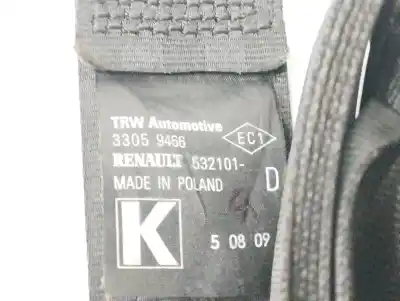 TRW Automotive
3305 9466
EC1
RENAULT 532101-
MADE IN POLAND D
K
5 08 09